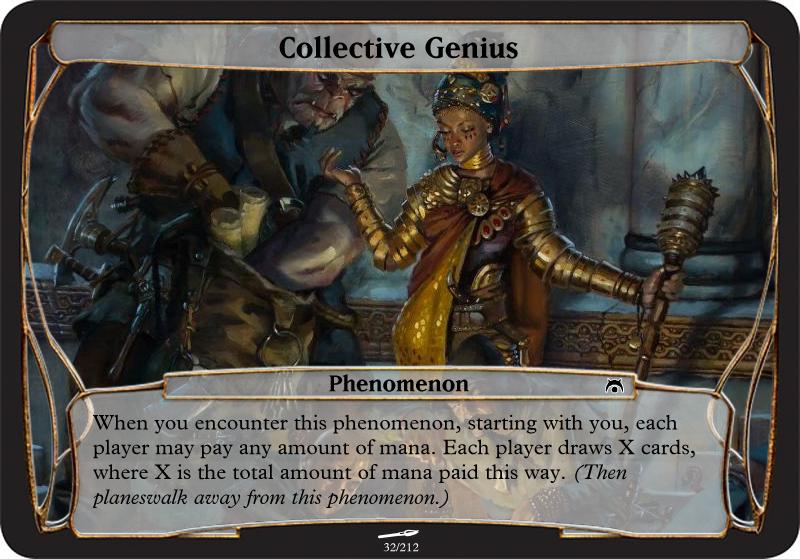 Collective Genius
Phenomenon
When you encounter this phenomenon, starting with you, each
player may pay any amount of mana. Each player draws X cards,
where X is the total amount of mana paid this way. (Then
planeswalk away from this phenomenon.)
32/212